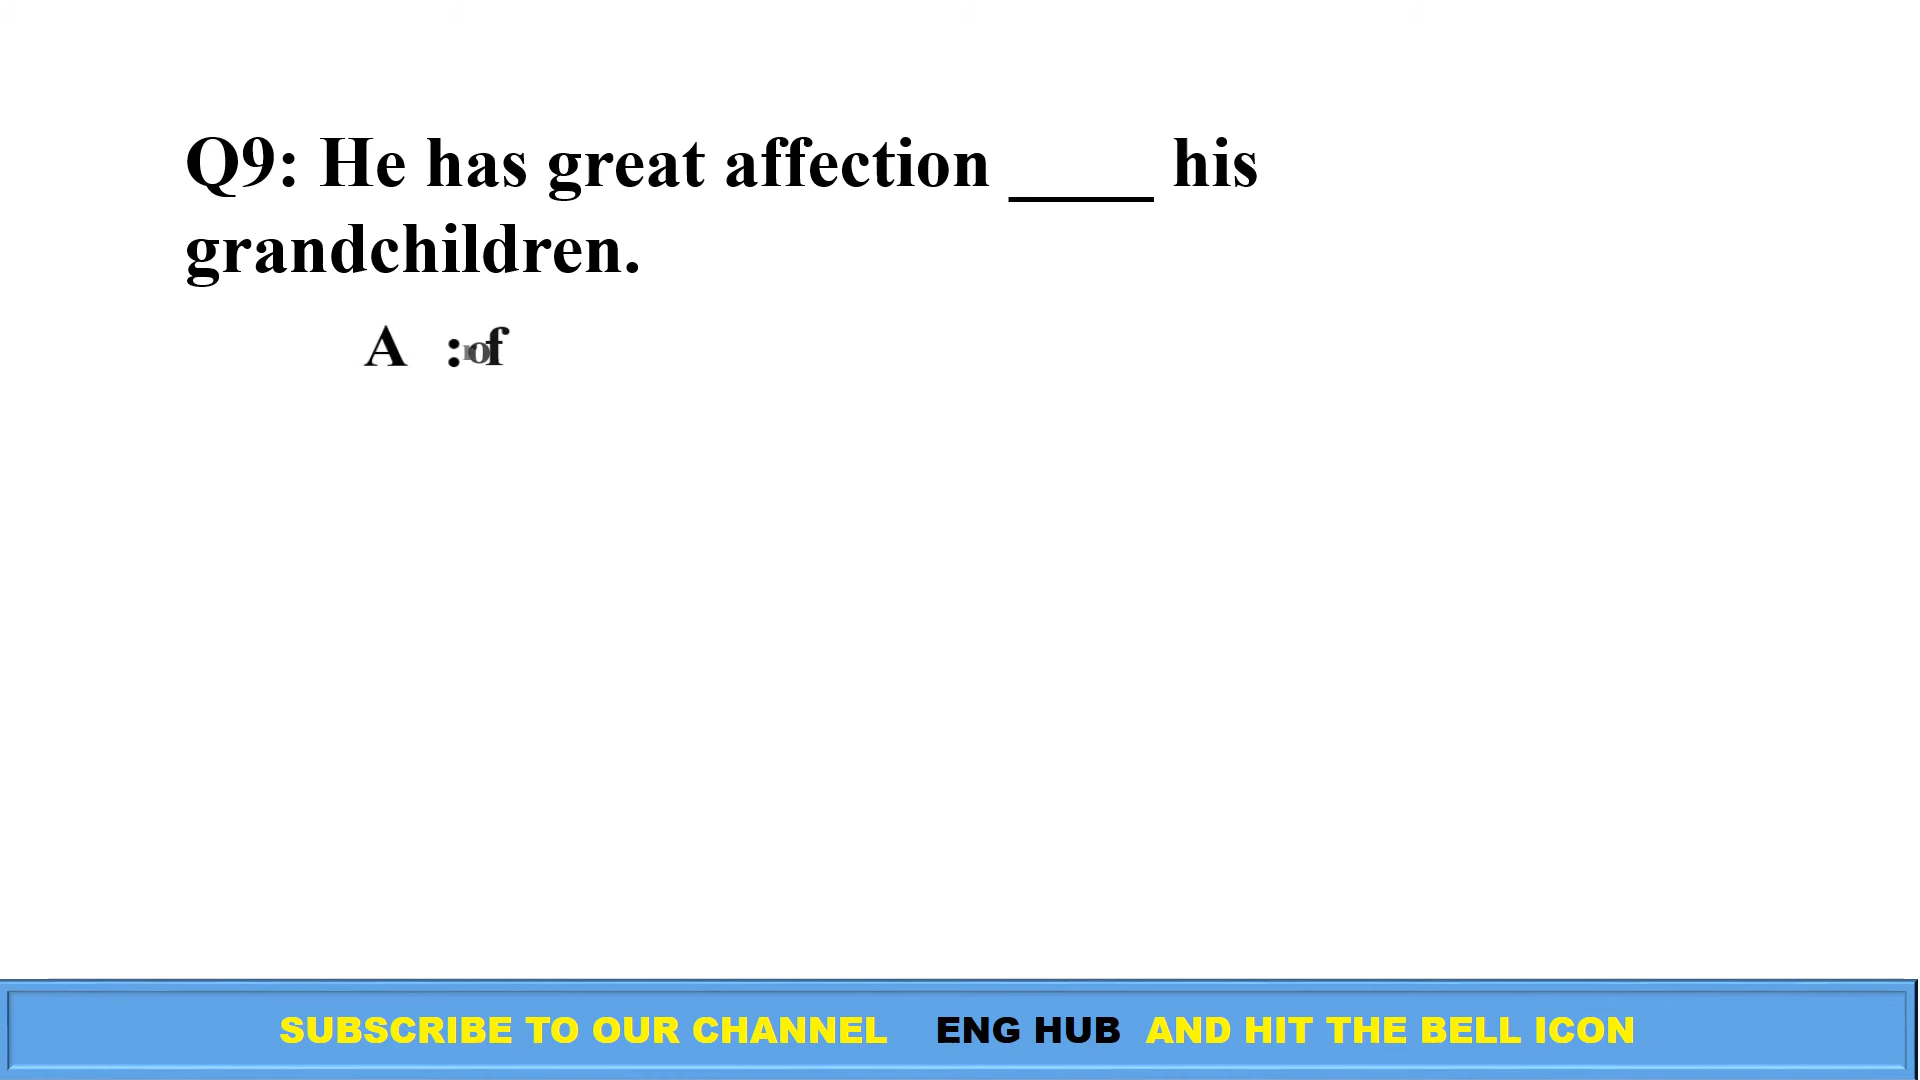 Q9: He has great affection ____ his
grandchildren.
A :
SUBSCRIBE TO OUR CHANNEL ENG HUB AND HIT THE BELL ICON